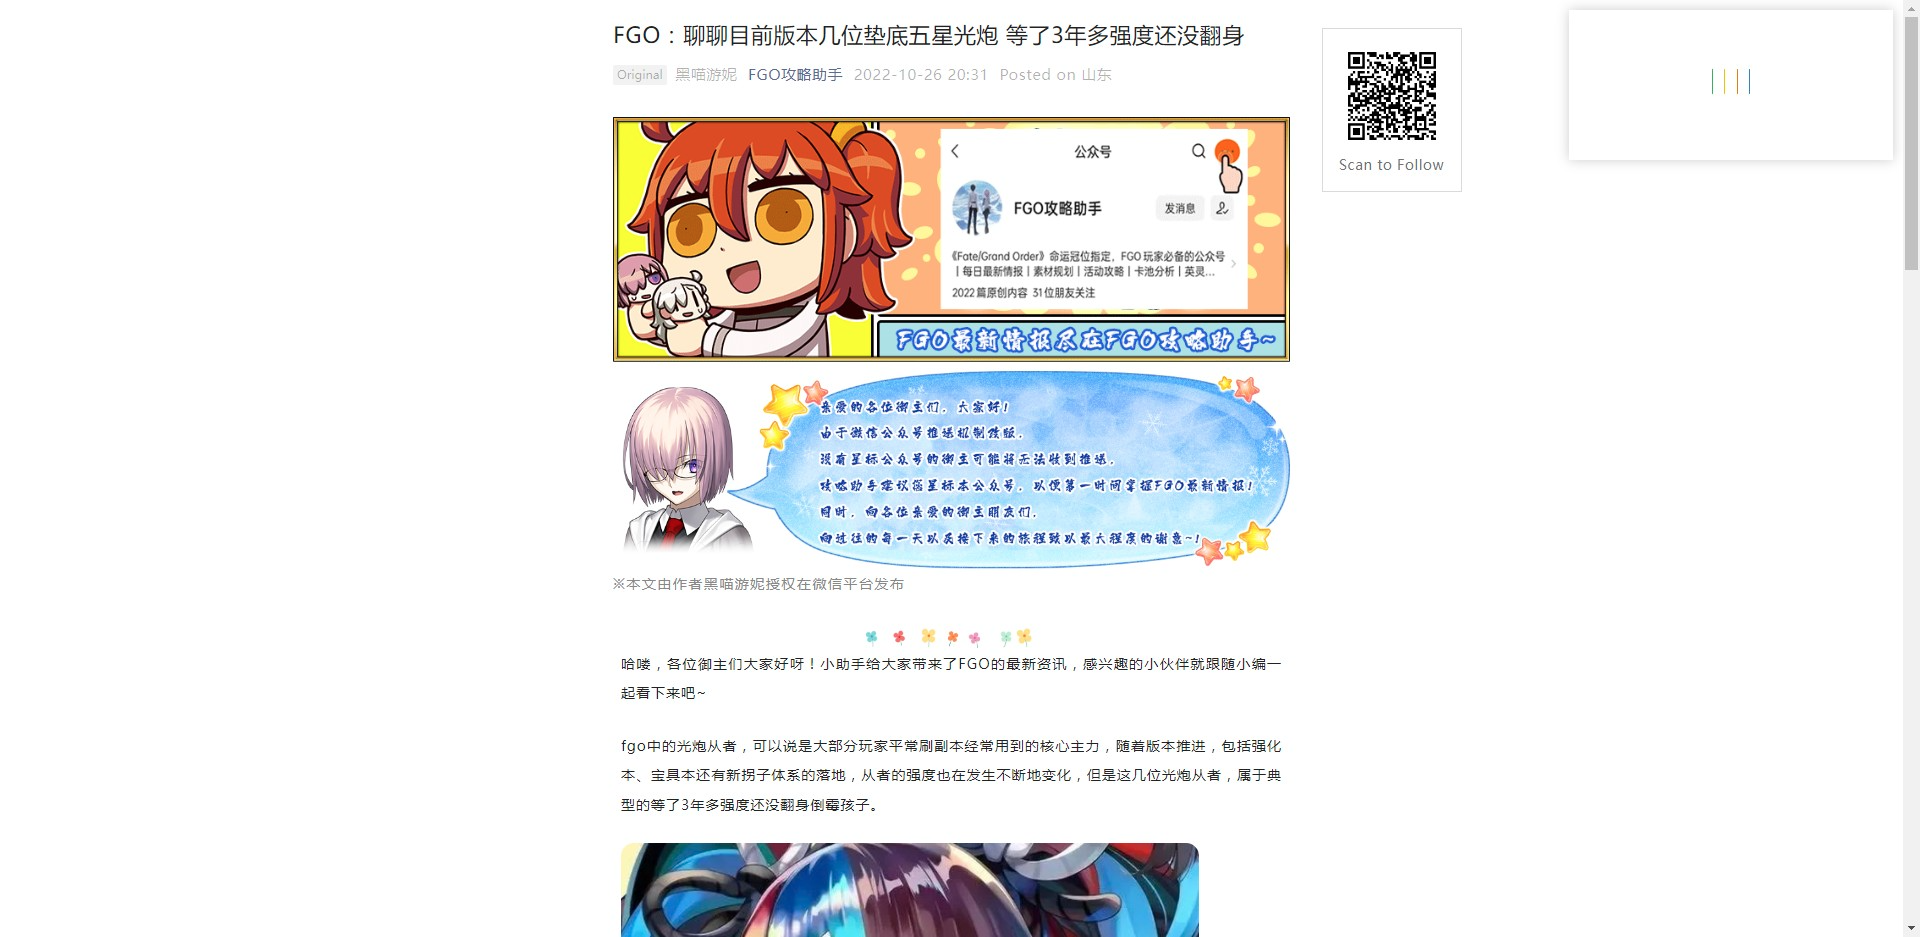 FGO：聊聊目前版本几位垫底五星光炮 等了3年多强度还没翻身
Original 黑喵游妮 FGO攻略助手 2022-10-26 20:31 Posted on 山东
Scan to Follow
公众号
FGO攻略助手
发消息
《Fate/Grand Order》命运冠位指定，FGO 玩家必备的公众号
丨每日最新情报丨素材规划丨活动攻略丨卡池分析丨英灵...
2022 篇原创内容 31 位朋友关注
FGO最新情报尽在FGO攻略助手~
亲爱的各位御主们，大家好！
由于微信公众号推送机制改版，
没有星标公众号的御主可能将无法收到推送，
攻略助手建议您星标本公众号，以便第一时间掌握FGO最新情报！
同时，向各位亲爱的御主朋友们，
向过往的每一天以及接下来的旅程致以最大程度的谢意~！
※本文由作者黑喵游妮授权在微信平台发布
哈喽，各位御主们大家好呀！小助手给大家带来了FGO的最新资讯，感兴趣的小伙伴就跟随小编一
起看下来吧~
fgo中的光炮从者，可以说是大部分玩家平常刷副本经常用到的核心主力，随着版本推进，包括强化
本、宝具本还有新拐子体系的落地，从者的强度也在发生不断地变化，但是这几位光炮从者，属于典
型的等了3年多强度还没翻身倒霉孩子。